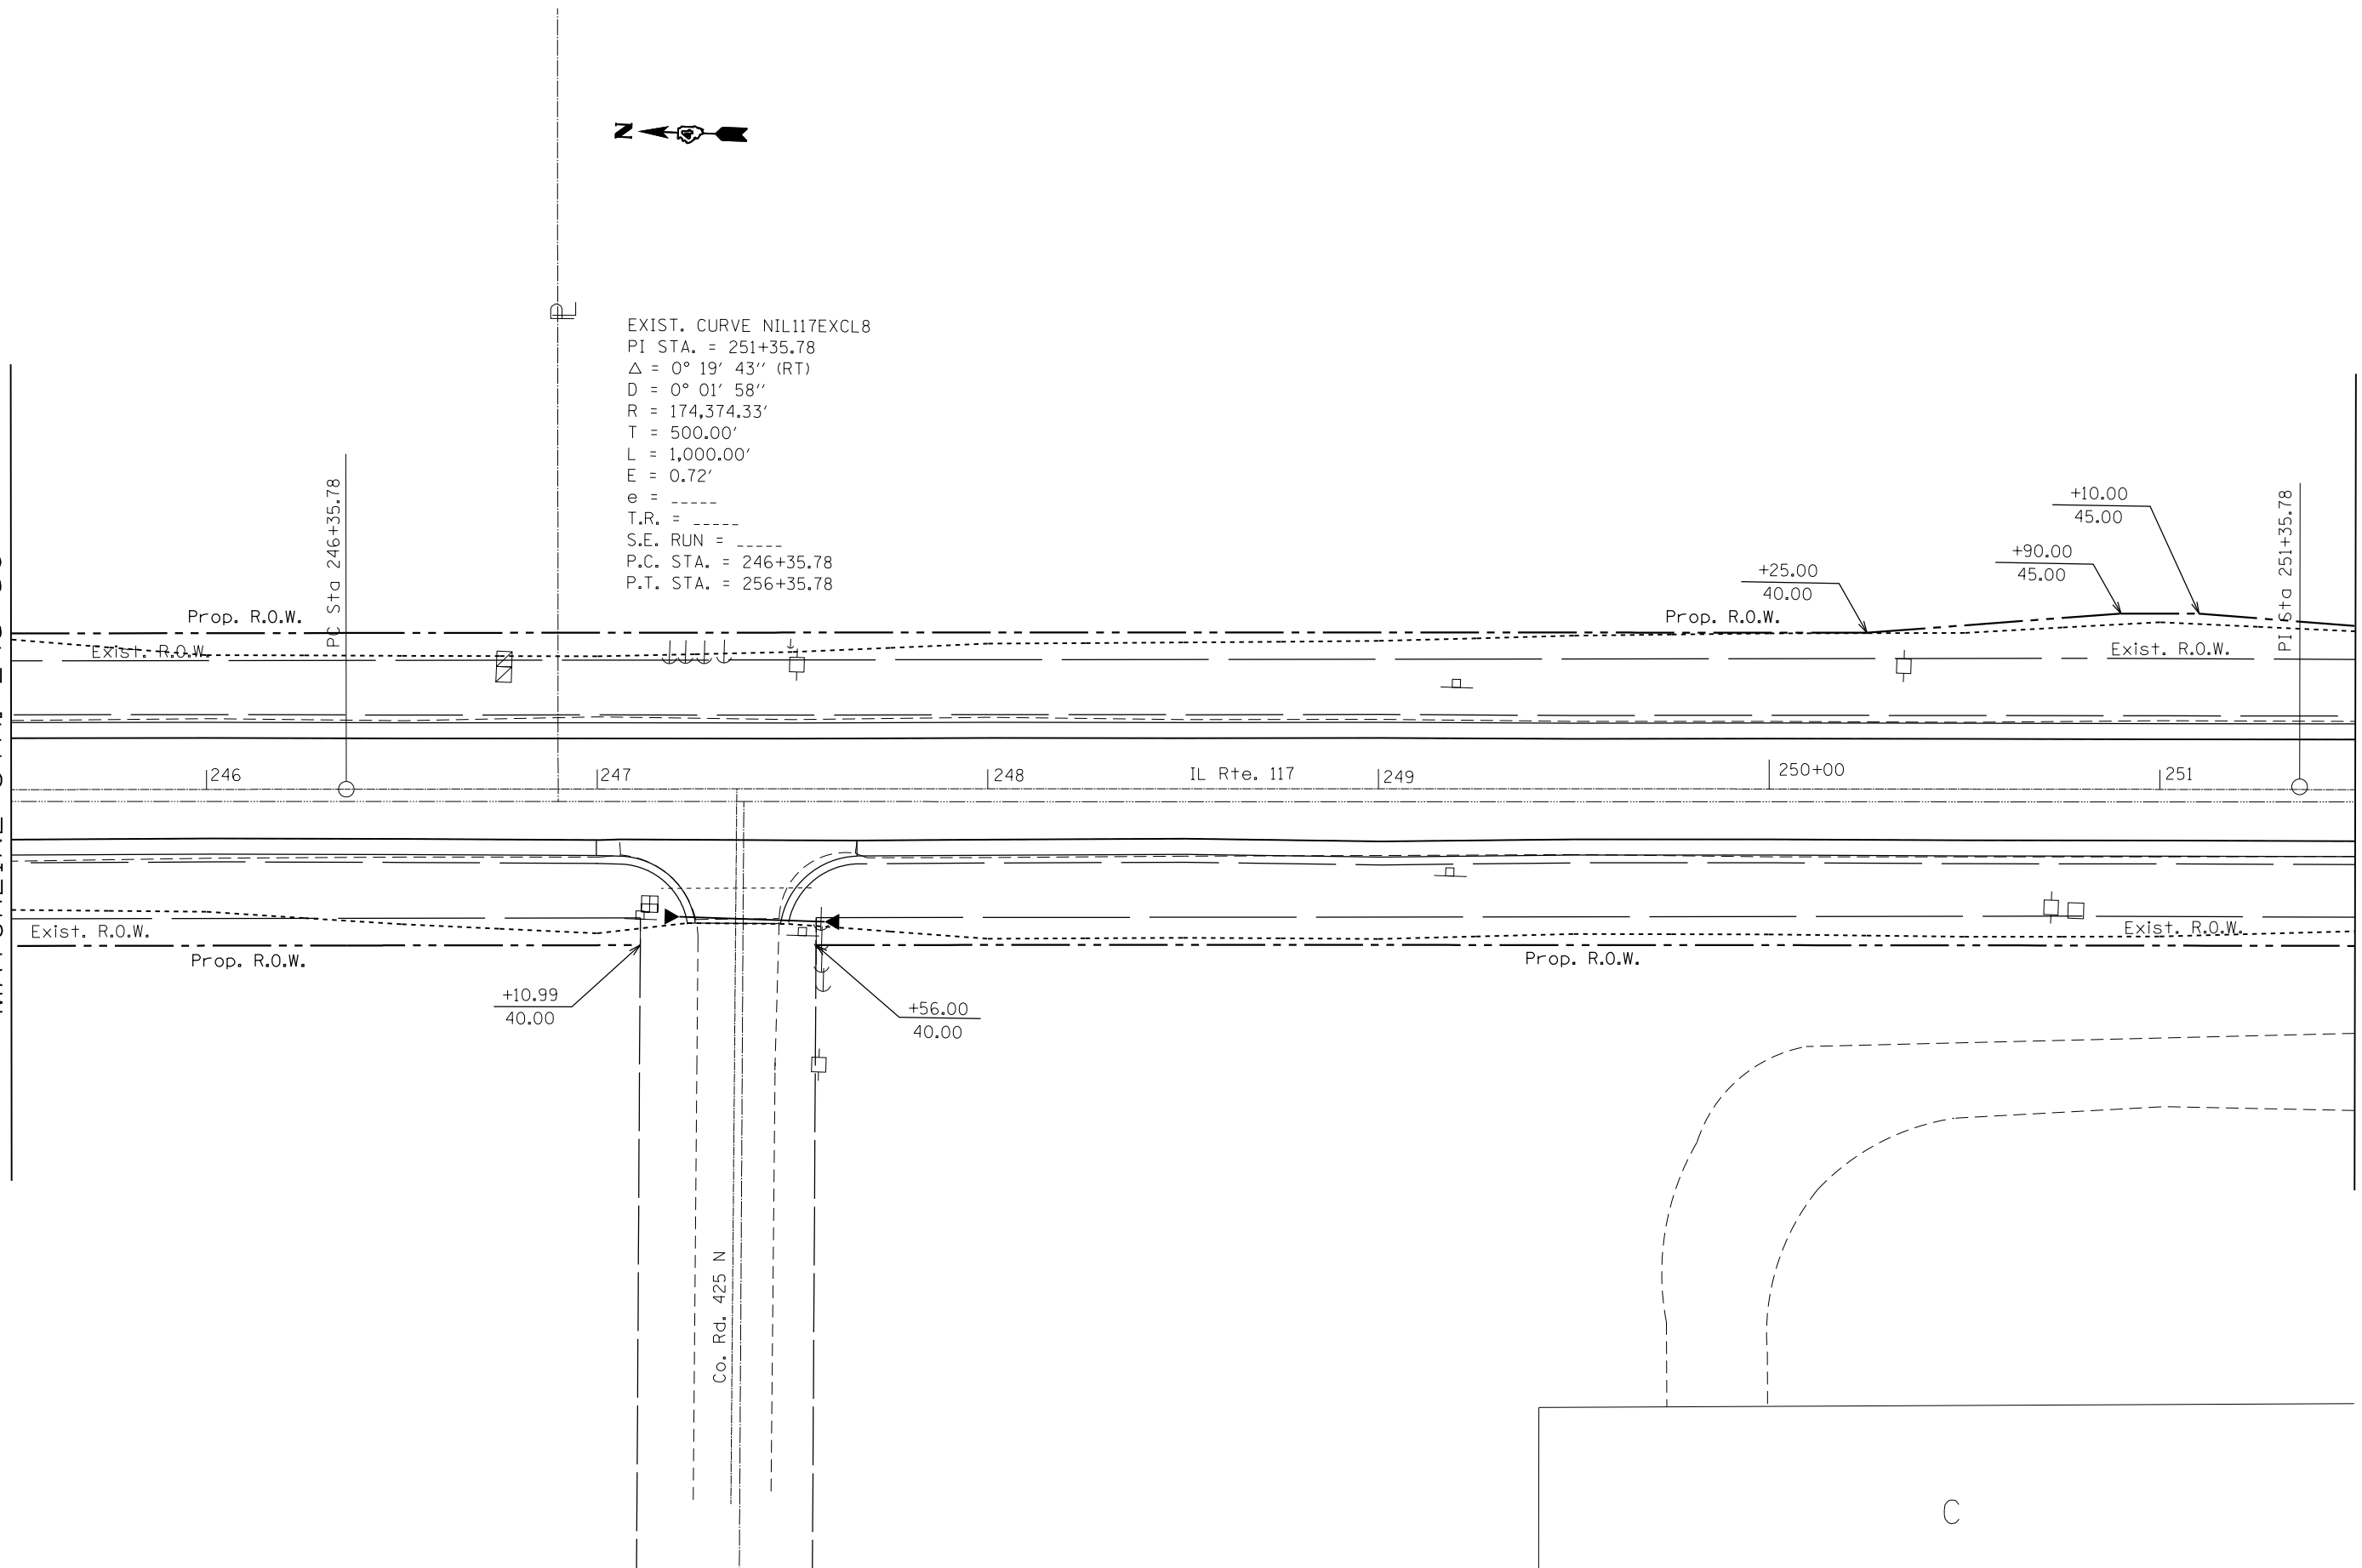 N
P
L
EXIST. CURVE NIL117EXCL8
PI STA. = 251+35.78
△ = 0° 19' 43'' (RT)
D = 0° 01' 58''
R = 174,374.33'
T = 500.00'
L = 1,000.00'
E = 0.72'
e = _____
T.R. = _____
S.E. RUN = _____
P.C. STA. = 246+35.78
P.T. STA. = 256+35.78
PC Sta 246+35.78
PI Sta 251+35.78
+10.00
45.00
+90.00
45.00
+25.00
40.00
Prop. R.O.W.
Prop. R.O.W.
Exist. R.O.W.
Exist. R.O.W.
246
247
248
IL Rte. 117
249
250+00
251
Exist. R.O.W.
Exist. R.O.W.
Prop. R.O.W.
Prop. R.O.W.
+10.99
40.00
+56.00
40.00
Co. Rd. 425 N
C